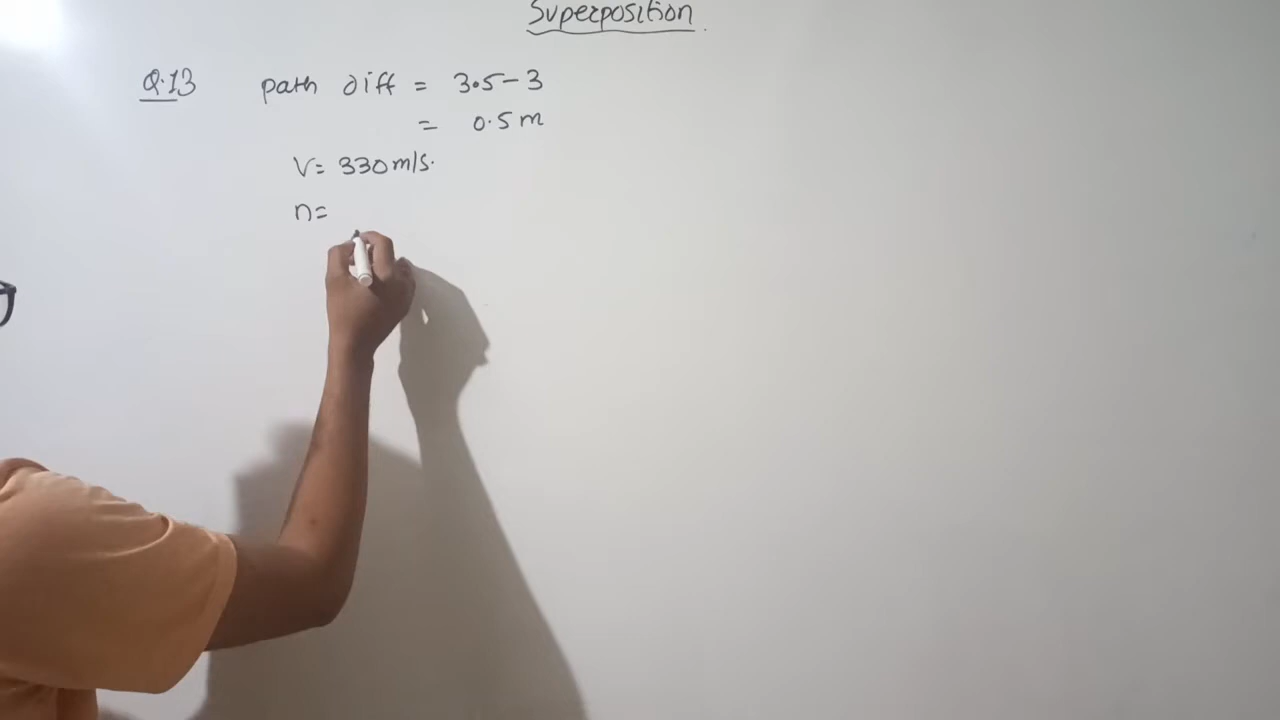 Superposition.
Q.13 path diff = 3.5-3
= 0.5 m
V= 330 m/s.
n=